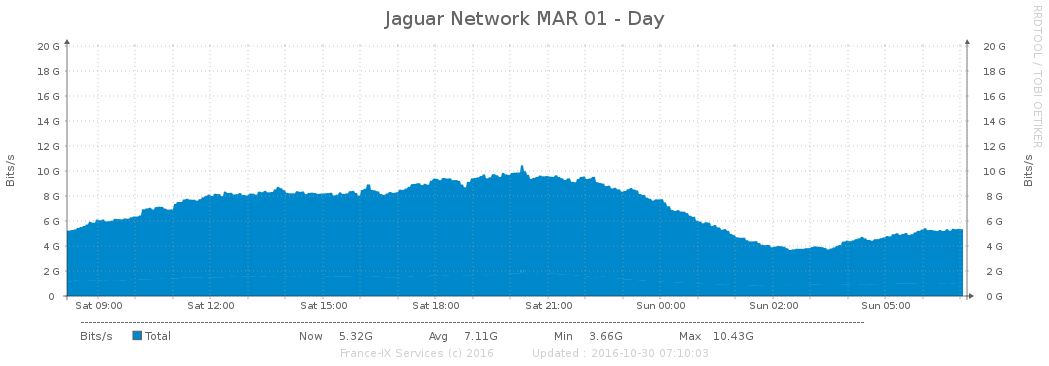 Jaguar Network MAR 01 - Day
RRDTOOL / TOBI OETIKER
Bits/s
20 G 20 G
18 G 18 G
16 G 16 G
14 G 14 G
12 G 12 G
10 G 10 G
8 G 8 G
6 G 6 G
4 G 4 G
2 G 2 G
0 0 G
Bits/s
Sat 09:00 Sat 12:00 Sat 15:00 Sat 18:00 Sat 21:00 Sun 00:00 Sun 02:00 Sun 05:00
Bits/s Total Now 5.32G Avg 7.11G Min 3.66G Max 10.43G
France-IX Services (c) 2016 Updated : 2016-10-30 07:10:03